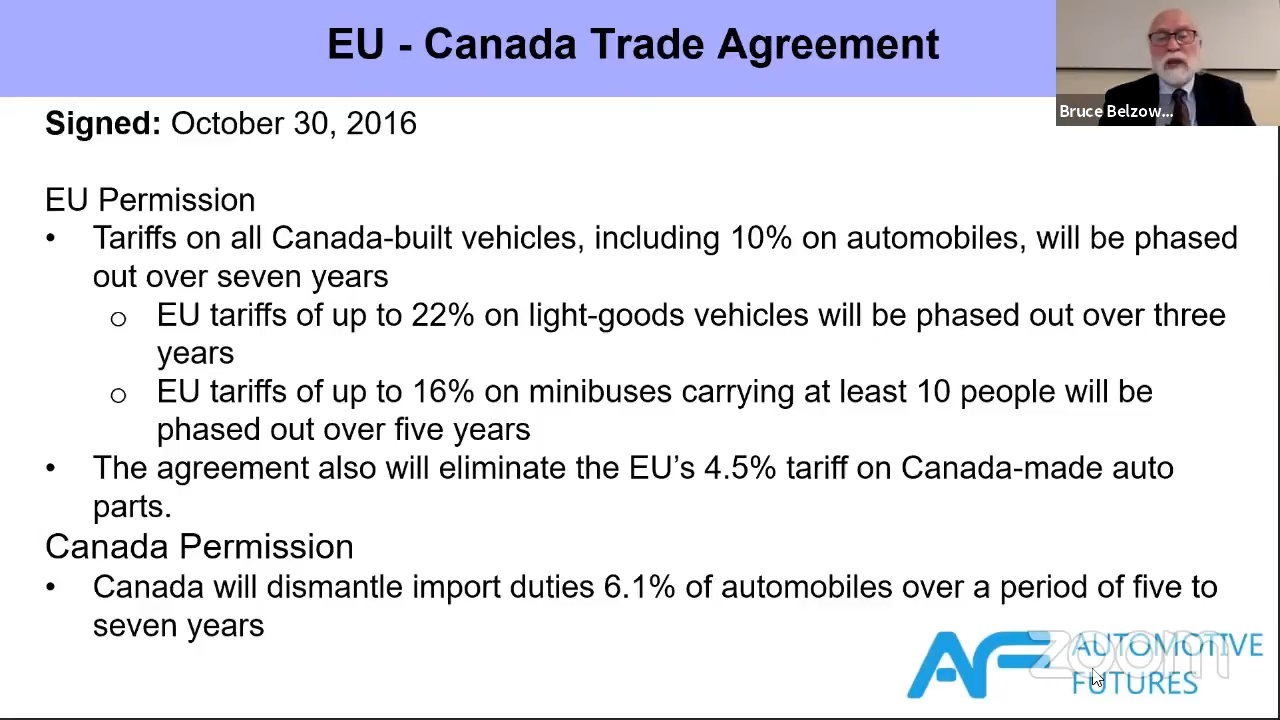 EU - Canada Trade Agreement
Bruce Belzow...
Signed: October 30, 2016
EU Permission
• Tariffs on all Canada-built vehicles, including 10% on automobiles, will be phased
out over seven years
o EU tariffs of up to 22% on light-goods vehicles will be phased out over three
years
o EU tariffs of up to 16% on minibuses carrying at least 10 people will be
phased out over five years
• The agreement also will eliminate the EU’s 4.5% tariff on Canada-made auto
parts.
Canada Permission
• Canada will dismantle import duties 6.1% of automobiles over a period of five to
seven years
AF AUTOMOTIVE
FUTURES
zoom